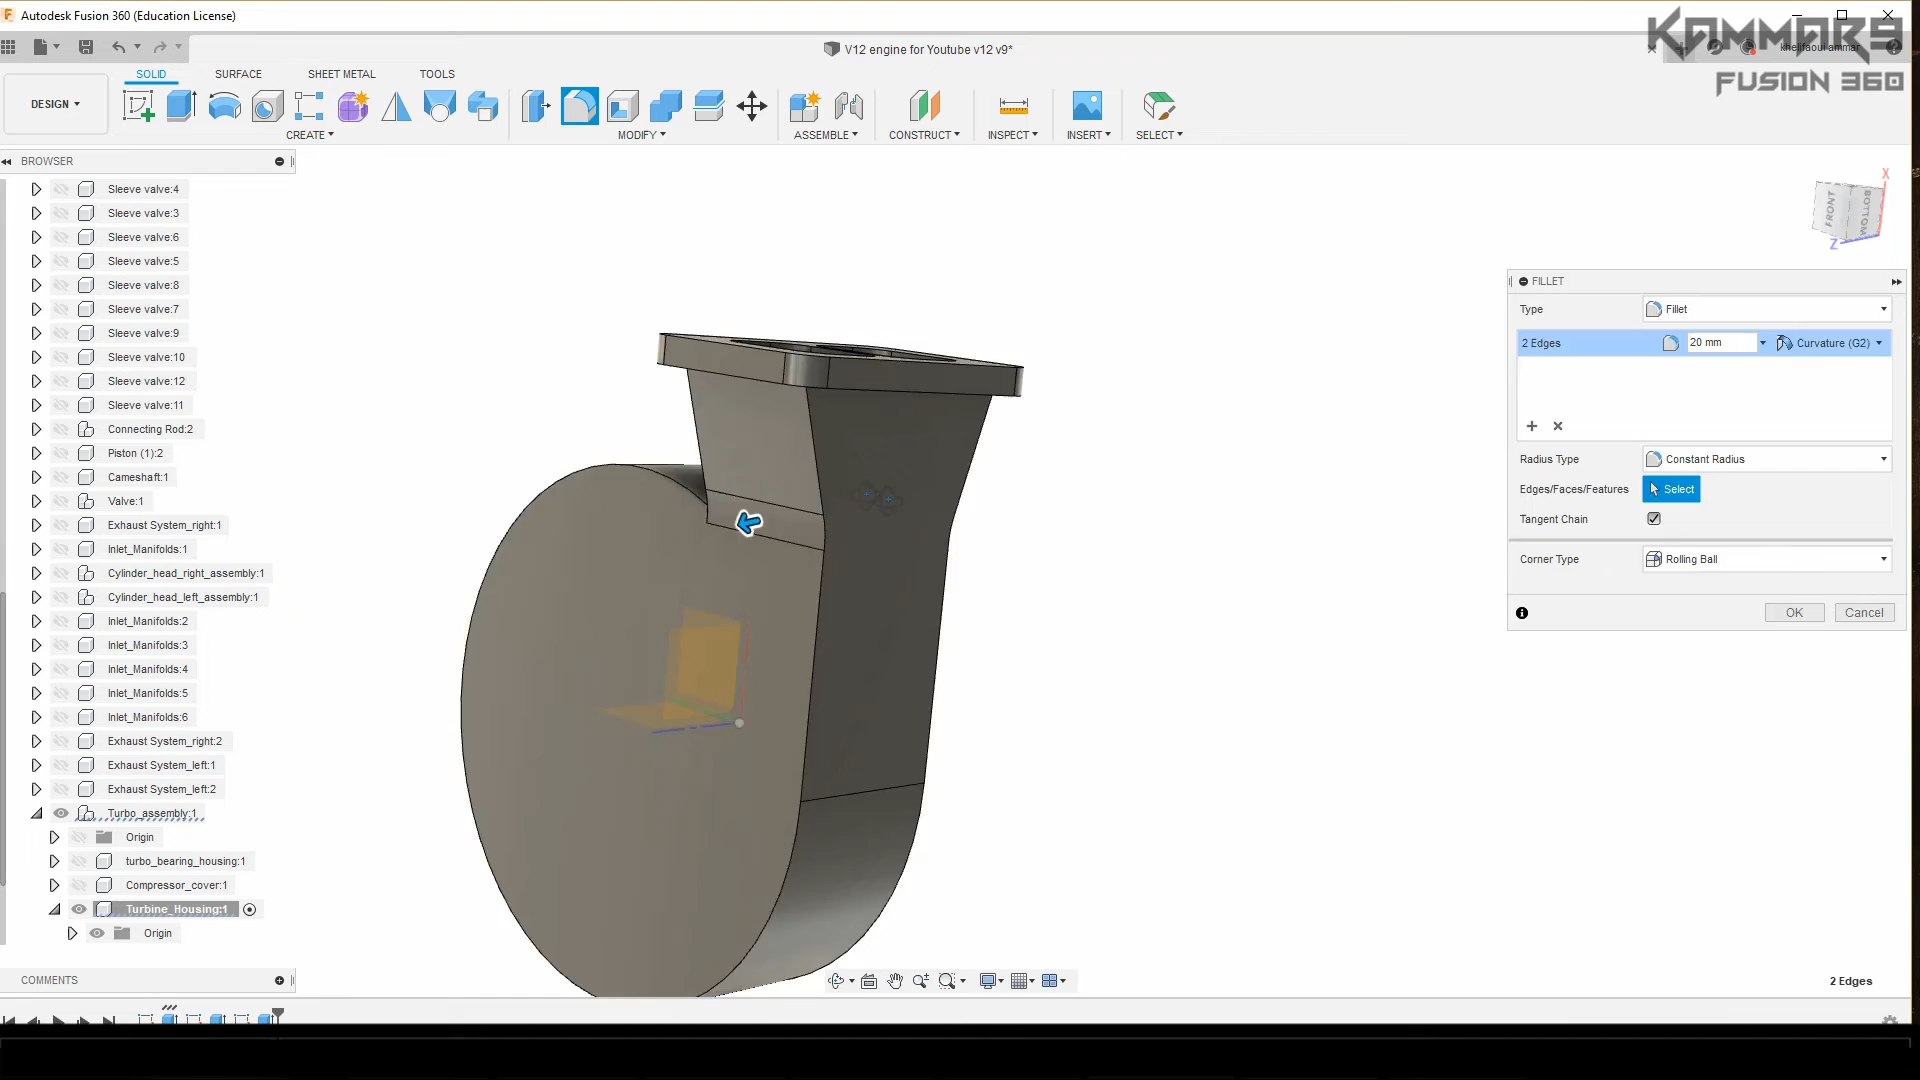 Autodesk Fusion 360 (Education License)
KAMMAR9
FUSION 360
V12 engine for Youtube v12 v9*
khelifaoui ammar
SOLID
SURFACE
SHEET METAL
TOOLS
DESIGN
CREATE
MODIFY
ASSEMBLE
CONSTRUCT
INSPECT
INSERT
SELECT
BROWSER
Sleeve valve:4
Sleeve valve:3
Sleeve valve:6
Sleeve valve:5
Sleeve valve:8
Sleeve valve:7
Sleeve valve:9
Sleeve valve:10
Sleeve valve:12
Sleeve valve:11
Connecting Rod:2
Piston (1):2
Cameshaft:1
Valve:1
Exhaust System_right:1
Inlet_Manifolds:1
Cylinder_head_right_assembly:1
Cylinder_head_left_assembly:1
Inlet_Manifolds:2
Inlet_Manifolds:3
Inlet_Manifolds:4
Inlet_Manifolds:5
Inlet_Manifolds:6
Exhaust System_right:2
Exhaust System_left:1
Exhaust System_left:2
Turbo_assembly:1
Origin
turbo_bearing_housing:1
Compressor_cover:1
Turbine_Housing:1
Origin
COMMENTS
X
FRONT
BOTTOM
Z
FILLET
Type
Fillet
2 Edges
20 mm
Curvature (G2)
Radius Type
Constant Radius
Edges/Faces/Features
Select
Tangent Chain
Corner Type
Rolling Ball
OK
Cancel
2 Edges